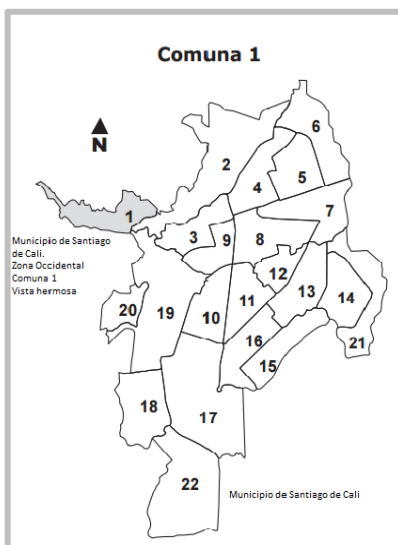 Comuna 1
N
6
2
5
4
1
7
3
9
8
Municipio de Santiago
de Cali.
Zona Occidental
Comuna 1
Vista hermosa
12
14
13
11
20
19
10
16
21
15
18
17
22
Municipio de Santiago de Cali